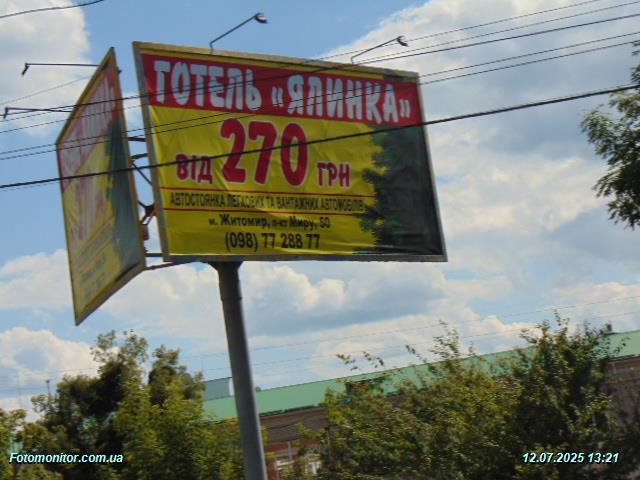 ГОТЕЛЬ «ЯЛИНКА»
ВІД 270 ГРН
АВТОСТОЯНКА ЛЕГКОВИХ ТА ВАНТАЖНИХ АВТОМОБІЛІВ
м. Житомир, п-кт Миру, 50
(098) 77 288 77
Fotomonitor.com.ua
12.07.2025 13:21